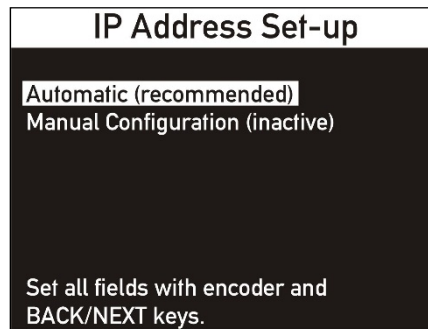 IP Address Set-up
Automatic (recommended)
Manual Configuration (inactive)
Set all fields with encoder and
BACK/NEXT keys.